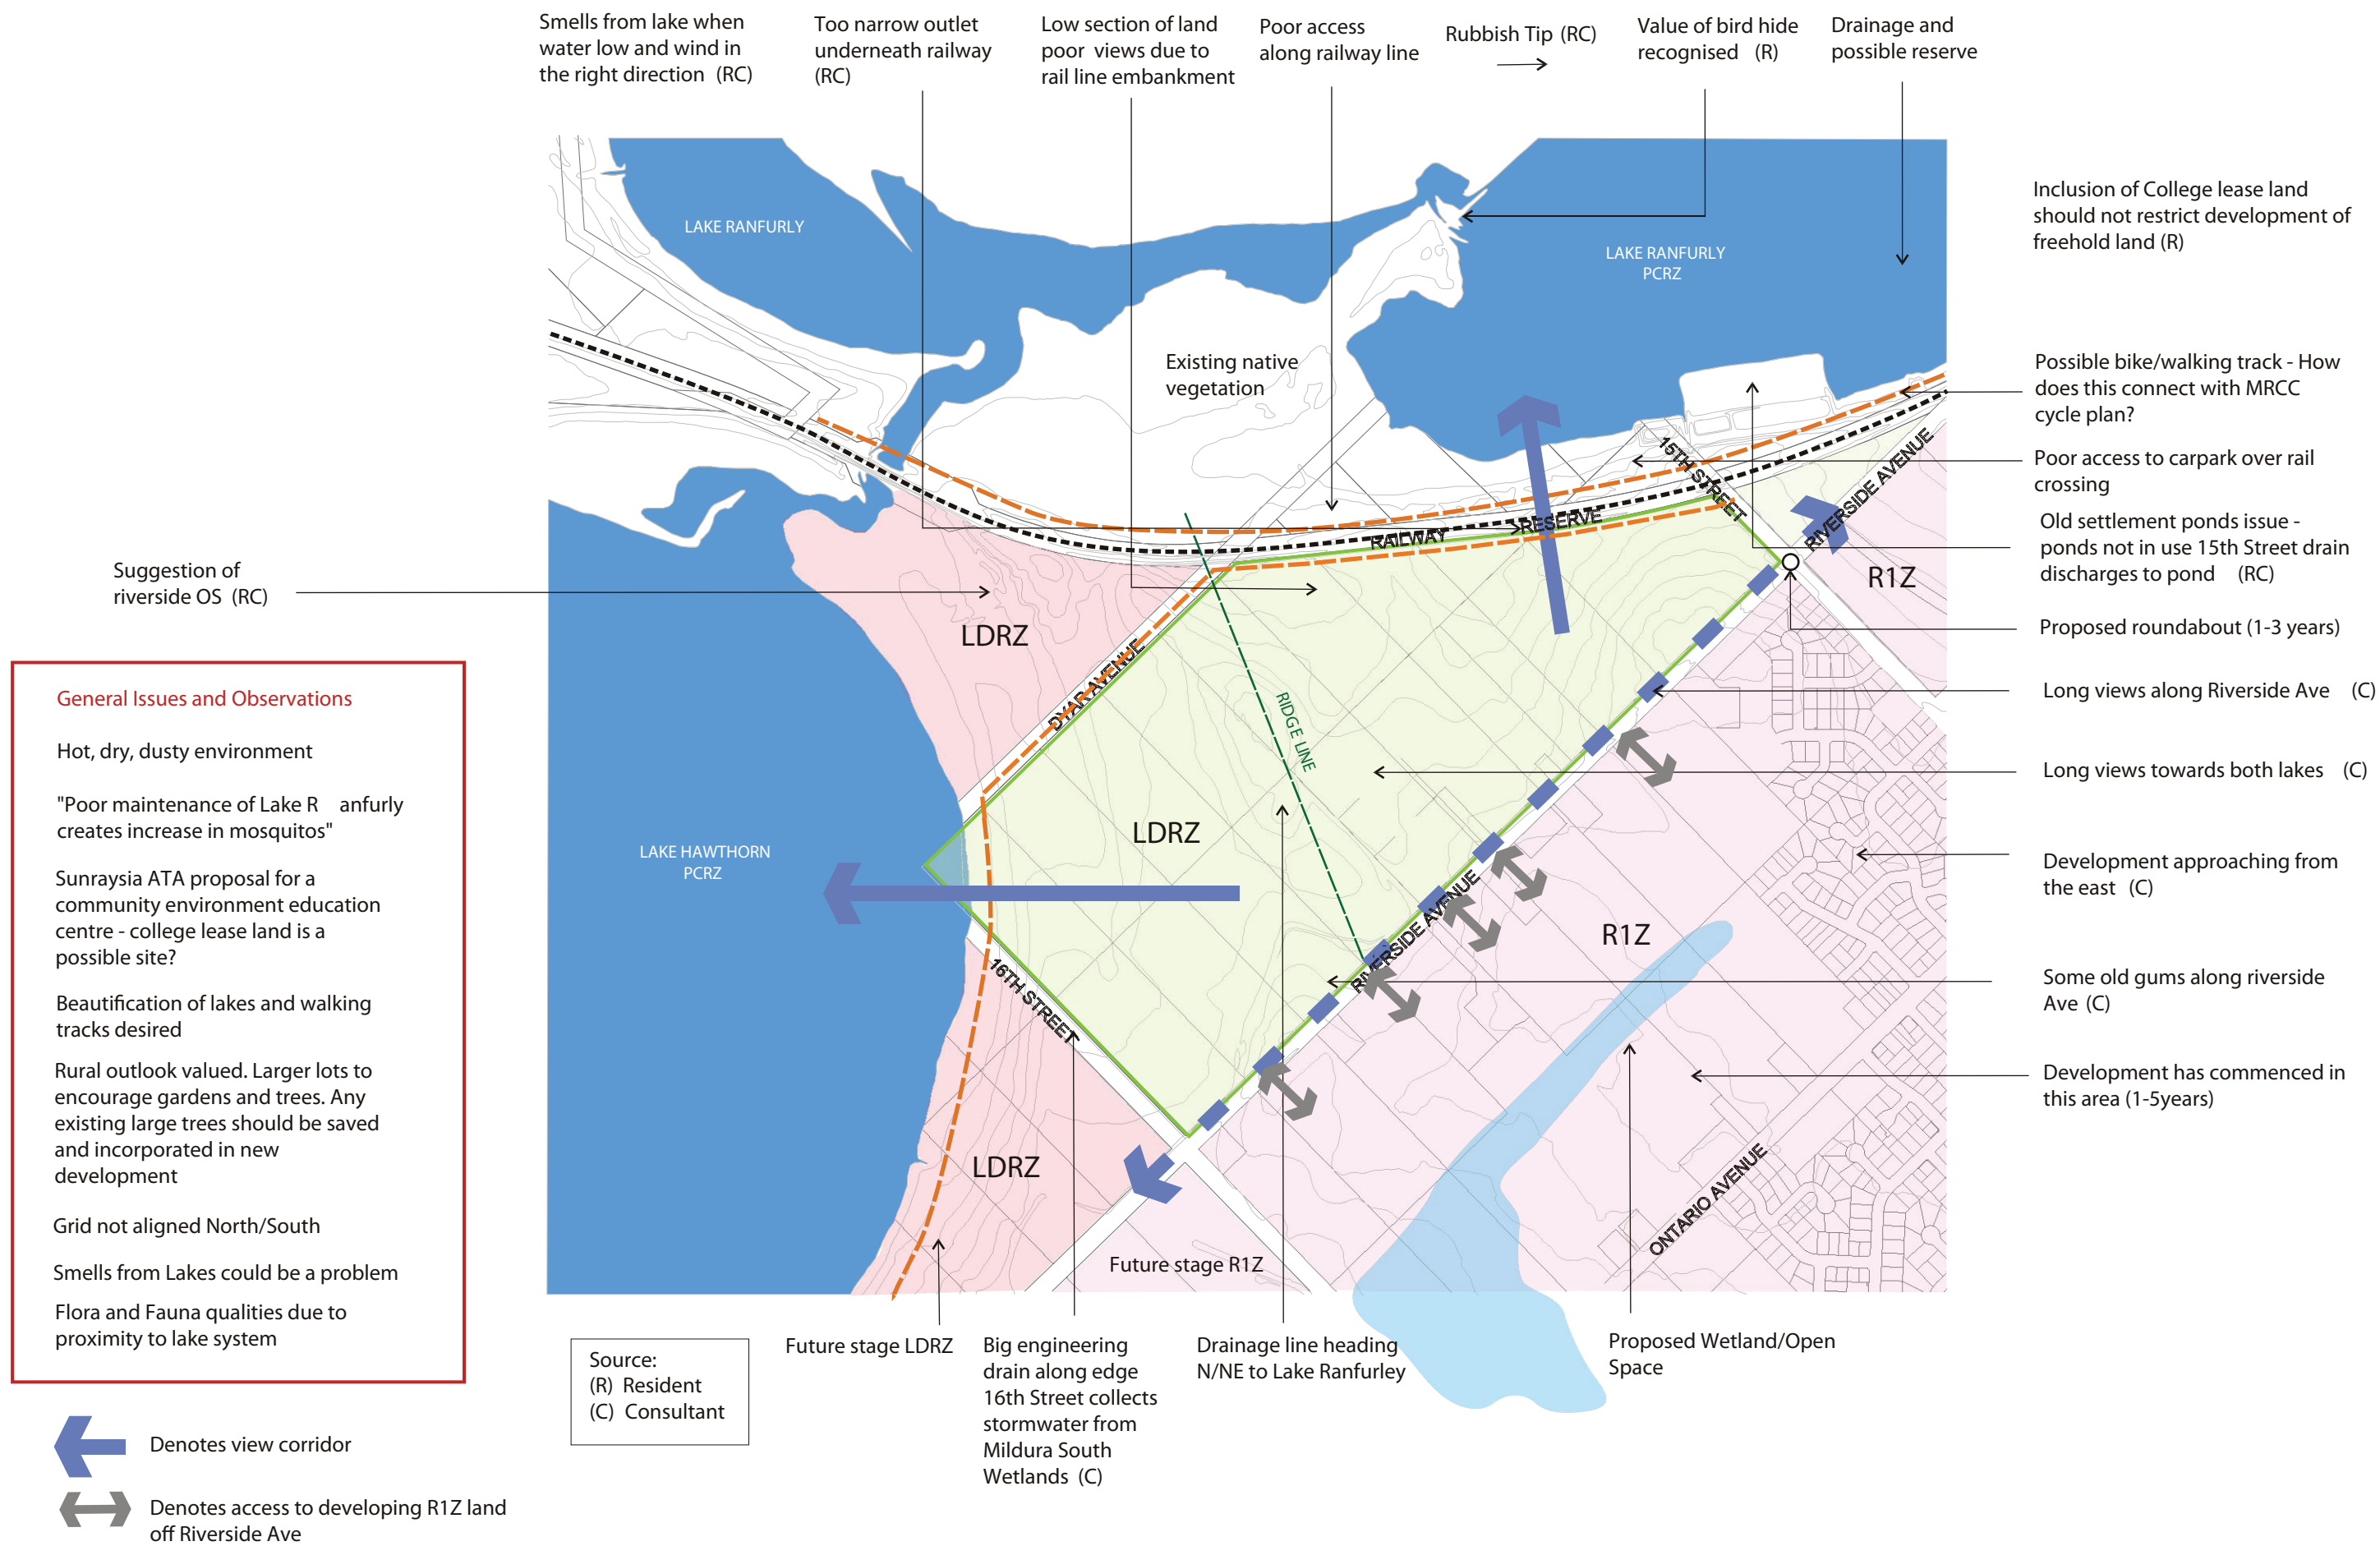 Smells from lake when
water low and wind in
the right direction (RC)
Too narrow outlet
underneath railway
(RC)
Low section of land
poor views due to
rail line embankment
Poor access
along railway line
Rubbish Tip (RC)
Value of bird hide
recognised (R)
Drainage and
possible reserve
Inclusion of College lease land
should not restrict development of
freehold land (R)
Possible bike/walking track - How
does this connect with MRCC
cycle plan?
Poor access to carpark over rail
crossing
Old settlement ponds issue -
ponds not in use 15th Street drain
discharges to pond (RC)
Proposed roundabout (1-3 years)
Long views along Riverside Ave (C)
Long views towards both lakes (C)
Development approaching from
the east (C)
Some old gums along riverside
Ave (C)
Development has commenced in
this area (1-5years)
LAKE RANFURLY
LAKE RANFURLY
PCRZ
Existing native
vegetation
15TH STREET
RIVERSIDE AVENUE
RAILWAY RESERVE
R1Z
LDRZ
DYAR AVENUE
RIDGE LINE
LDRZ
LAKE HAWTHORN
PCRZ
RIVERSIDE AVENUE
R1Z
16TH STREET
LDRZ
ONTARIO AVENUE
Future stage R1Z
Suggestion of
riverside OS (RC)
General Issues and Observations
Hot, dry, dusty environment
"Poor maintenance of Lake R anfurly
creates increase in mosquitos"
Sunraysia ATA proposal for a
community environment education
centre - college lease land is a
possible site?
Beautification of lakes and walking
tracks desired
Rural outlook valued. Larger lots to
encourage gardens and trees. Any
existing large trees should be saved
and incorporated in new
development
Grid not aligned North/South
Smells from Lakes could be a problem
Flora and Fauna qualities due to
proximity to lake system
Denotes view corridor
Denotes access to developing R1Z land
off Riverside Ave
Source:
(R) Resident
(C) Consultant
Future stage LDRZ
Big engineering
drain along edge
16th Street collects
stormwater from
Mildura South
Wetlands (C)
Drainage line heading
N/NE to Lake Ranfurley
Proposed Wetland/Open
Space